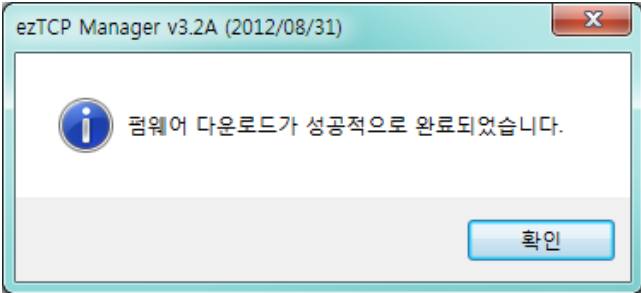 ezTCP Manager v3.2A (2012/08/31)
펌웨어 다운로드가 성공적으로 완료되었습니다.
확인